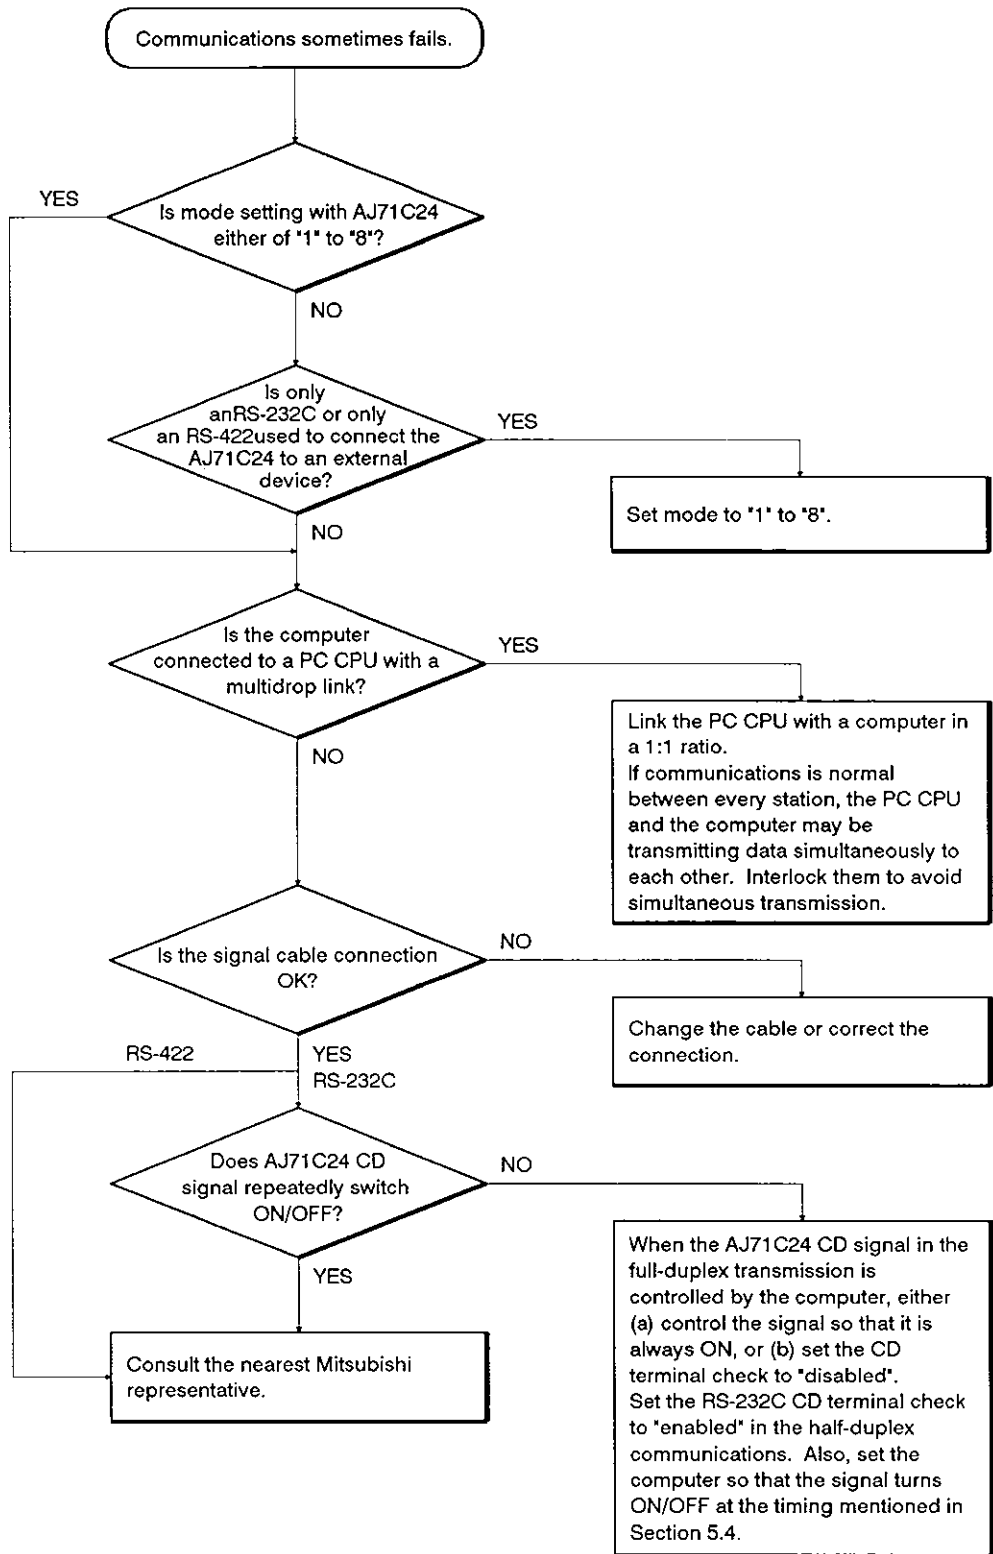 Communications sometimes fails.
YES
Is mode setting with AJ71C24
either of "1" to "8"?
NO
Is only
anRS-232C or only
an RS-422used to connect the
AJ71C24 to an external
device?
YES
Set mode to "1" to "8".
NO
Is the computer
connected to a PC CPU with a
multidrop link?
YES
Link the PC CPU with a computer in
a 1:1 ratio.
If communications is normal
between every station, the PC CPU
and the computer may be
transmitting data simultaneously to
each other. Interlock them to avoid
simultaneous transmission.
NO
Is the signal cable connection
OK?
NO
Change the cable or correct the
connection.
RS-422
YES
RS-232C
Does AJ71C24 CD
signal repeatedly switch
ON/OFF?
NO
When the AJ71C24 CD signal in the
full-duplex transmission is
controlled by the computer, either
(a) control the signal so that it is
always ON, or (b) set the CD
terminal check to "disabled".
Set the RS-232C CD terminal check
to "enabled" in the half-duplex
communications. Also, set the
computer so that the signal turns
ON/OFF at the timing mentioned in
Section 5.4.
YES
Consult the nearest Mitsubishi
representative.